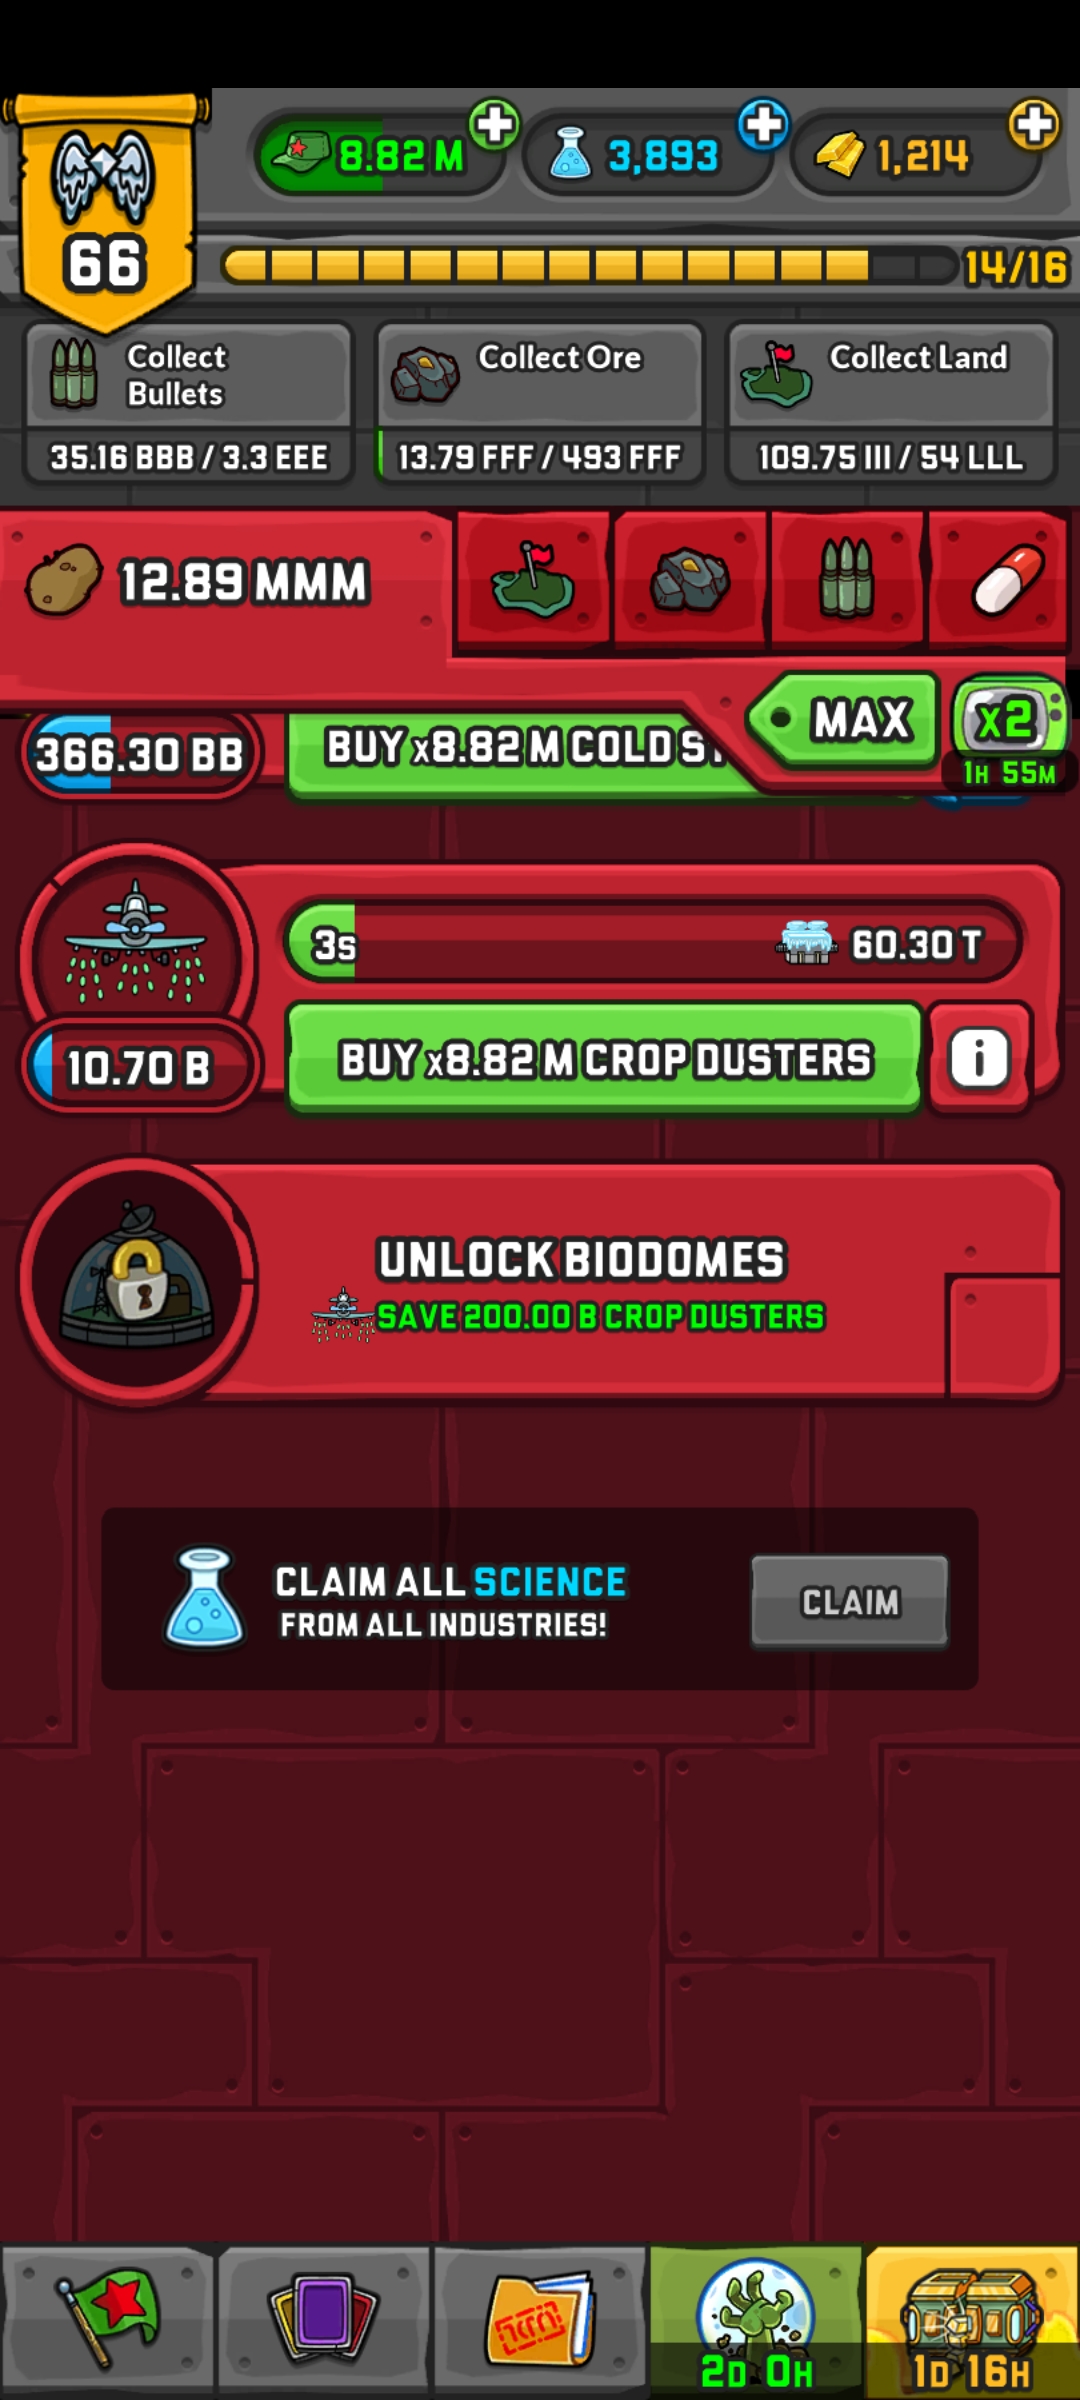 8.82 M
3,893
1,214
66
14/16
Collect
Bullets
35.16 BBB / 3.3 EEE
Collect Ore
13.79 FFF / 493 FFF
Collect Land
109.75 III / 54 LLL
12.89 MMM
MAX
x2
1H 55M
366.30 BB
BUY x8.82 M COLD
3s
60.30 T
10.70 B
BUY x8.82 M CROP DUSTERS
i
UNLOCK BIODOMES
SAVE 200.00 B CROP DUSTERS
CLAIM ALL SCIENCE
FROM ALL INDUSTRIES!
CLAIM
2D 0H
1D 16H